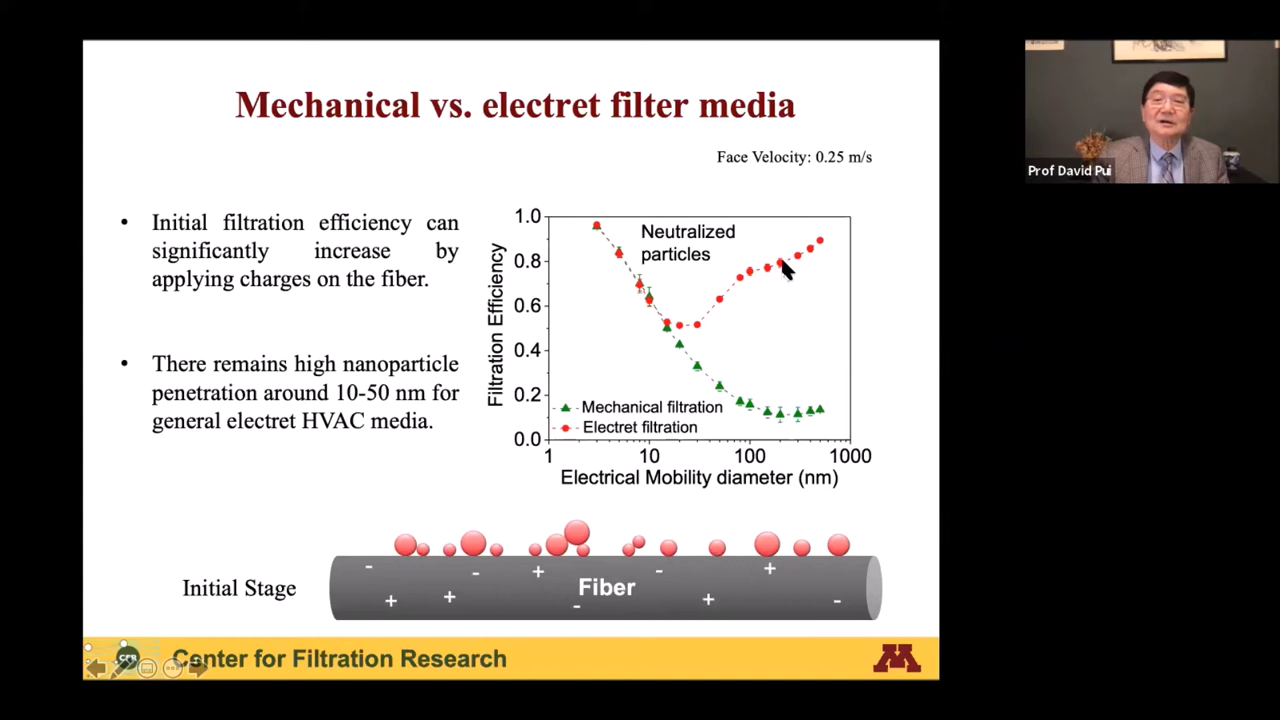 Mechanical vs. electret filter media
Face Velocity: 0.25 m/s
• Initial filtration efficiency can
significantly increase by
applying charges on the fiber.
• There remains high nanoparticle
penetration around 10-50 nm for
general electret HVAC media.
Neutralized
particles
Filtration Efficiency
1.0
0.8
0.6
0.4
0.2
0.0
Mechanical filtration
Electret filtration
1 10 100 1000
Electrical Mobility diameter (nm)
Initial Stage
- - + - +
Fiber
+ + - + -
CFR
Center for Filtration Research
M
Prof David Pui